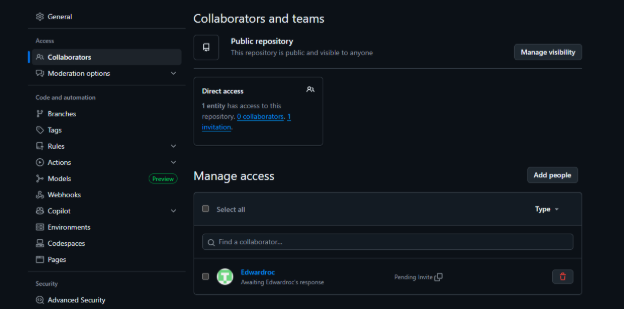 General
Access
Collaborators
Moderation options
Code and automation
Branches
Tags
Rules
Actions
Models Preview
Webhooks
Copilot
Environments
Codespaces
Pages
Security
Advanced Security
Collaborators and teams
Public repository
This repository is public and visible to anyone
Manage visibility
Direct access
1 entity has access to this
repository. 0 collaborators. 1
invitation.
Manage access
Add people
Select all
Type
Find a collaborator...
Edwardroc
Awaiting Edwardroc's response
Pending Invite